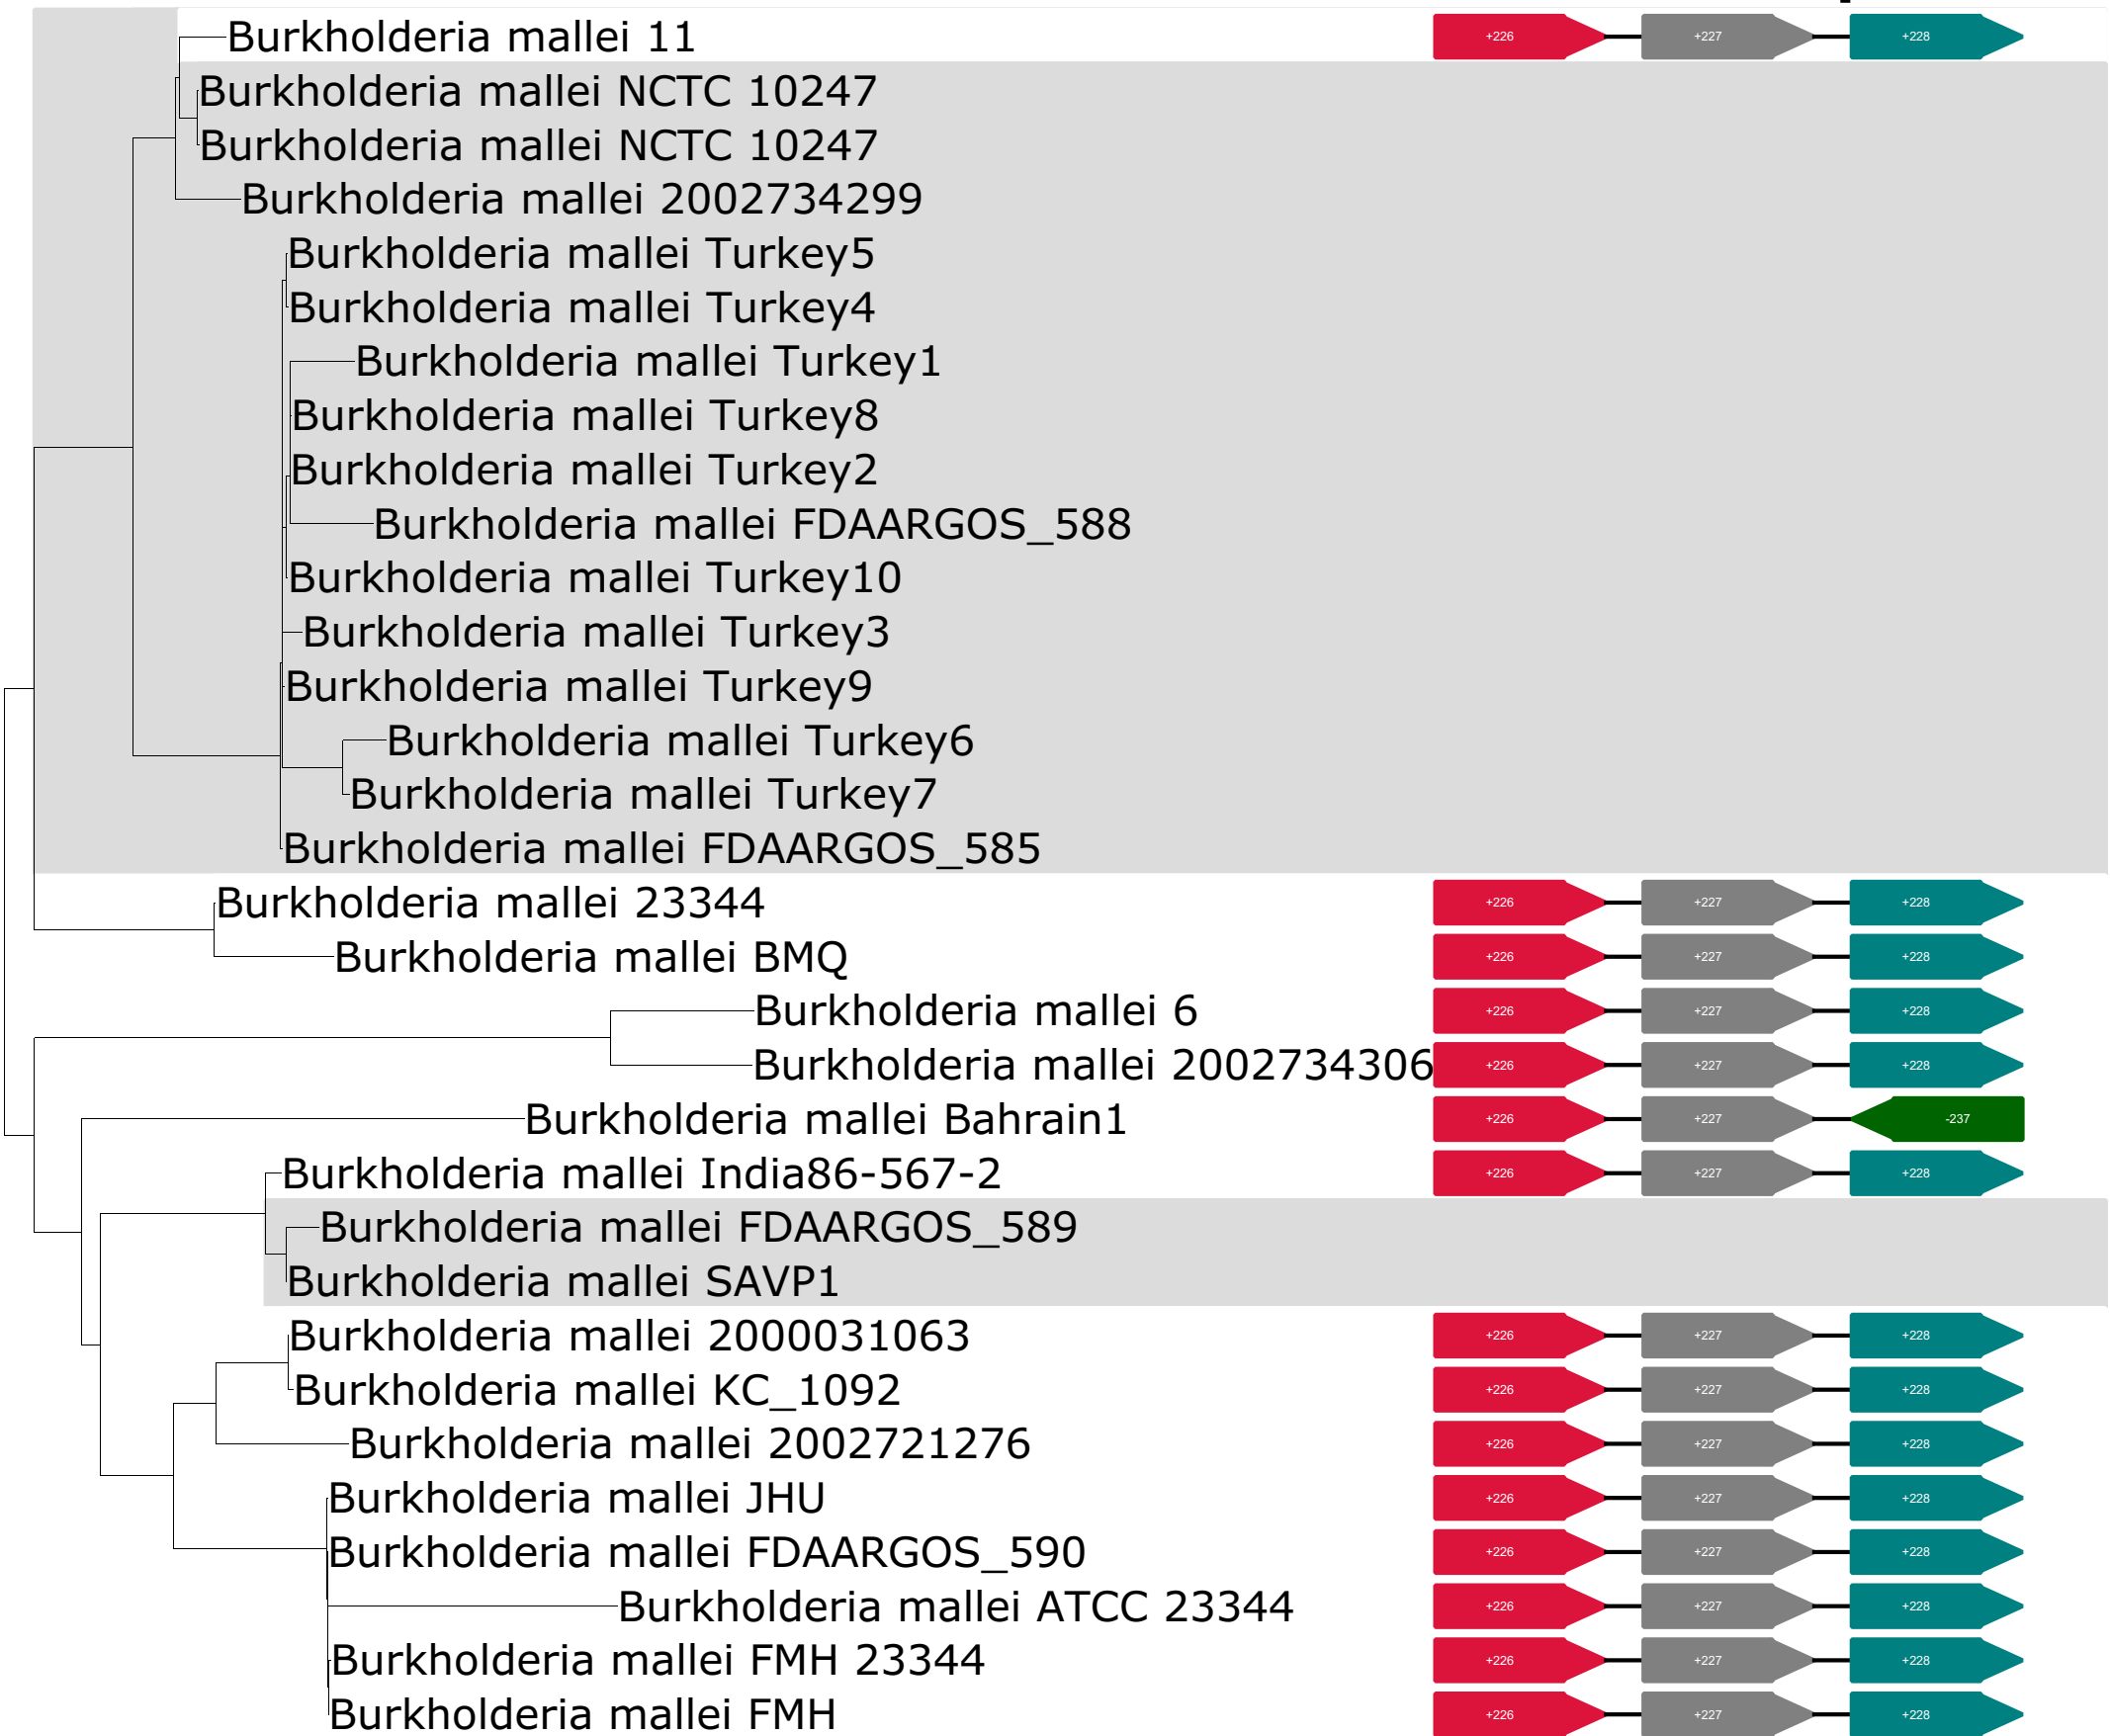 Burkholderia mallei 11 +226 +227 +228
Burkholderia mallei NCTC 10247
Burkholderia mallei NCTC 10247
Burkholderia mallei 2002734299
Burkholderia mallei Turkey5
Burkholderia mallei Turkey4
Burkholderia mallei Turkey1
Burkholderia mallei Turkey8
Burkholderia mallei Turkey2
Burkholderia mallei FDAARGOS_588
Burkholderia mallei Turkey10
Burkholderia mallei Turkey3
Burkholderia mallei Turkey9
Burkholderia mallei Turkey6
Burkholderia mallei Turkey7
Burkholderia mallei FDAARGOS_585
Burkholderia mallei 23344 +226 +227 +228
Burkholderia mallei BMQ +226 +227 +228
Burkholderia mallei 6 +226 +227 +228
Burkholderia mallei 2002734306 +226 +227 +228
Burkholderia mallei Bahrain1 +226 +227 -237
Burkholderia mallei India86-567-2 +226 +227 +228
Burkholderia mallei FDAARGOS_589
Burkholderia mallei SAVP1
Burkholderia mallei 2000031063 +226 +227 +228
Burkholderia mallei KC_1092 +226 +227 +228
Burkholderia mallei 2002721276 +226 +227 +228
Burkholderia mallei JHU +226 +227 +228
Burkholderia mallei FDAARGOS_590 +226 +227 +228
Burkholderia mallei ATCC 23344 +226 +227 +228
Burkholderia mallei FMH 23344 +226 +227 +228
Burkholderia mallei FMH +226 +227 +228